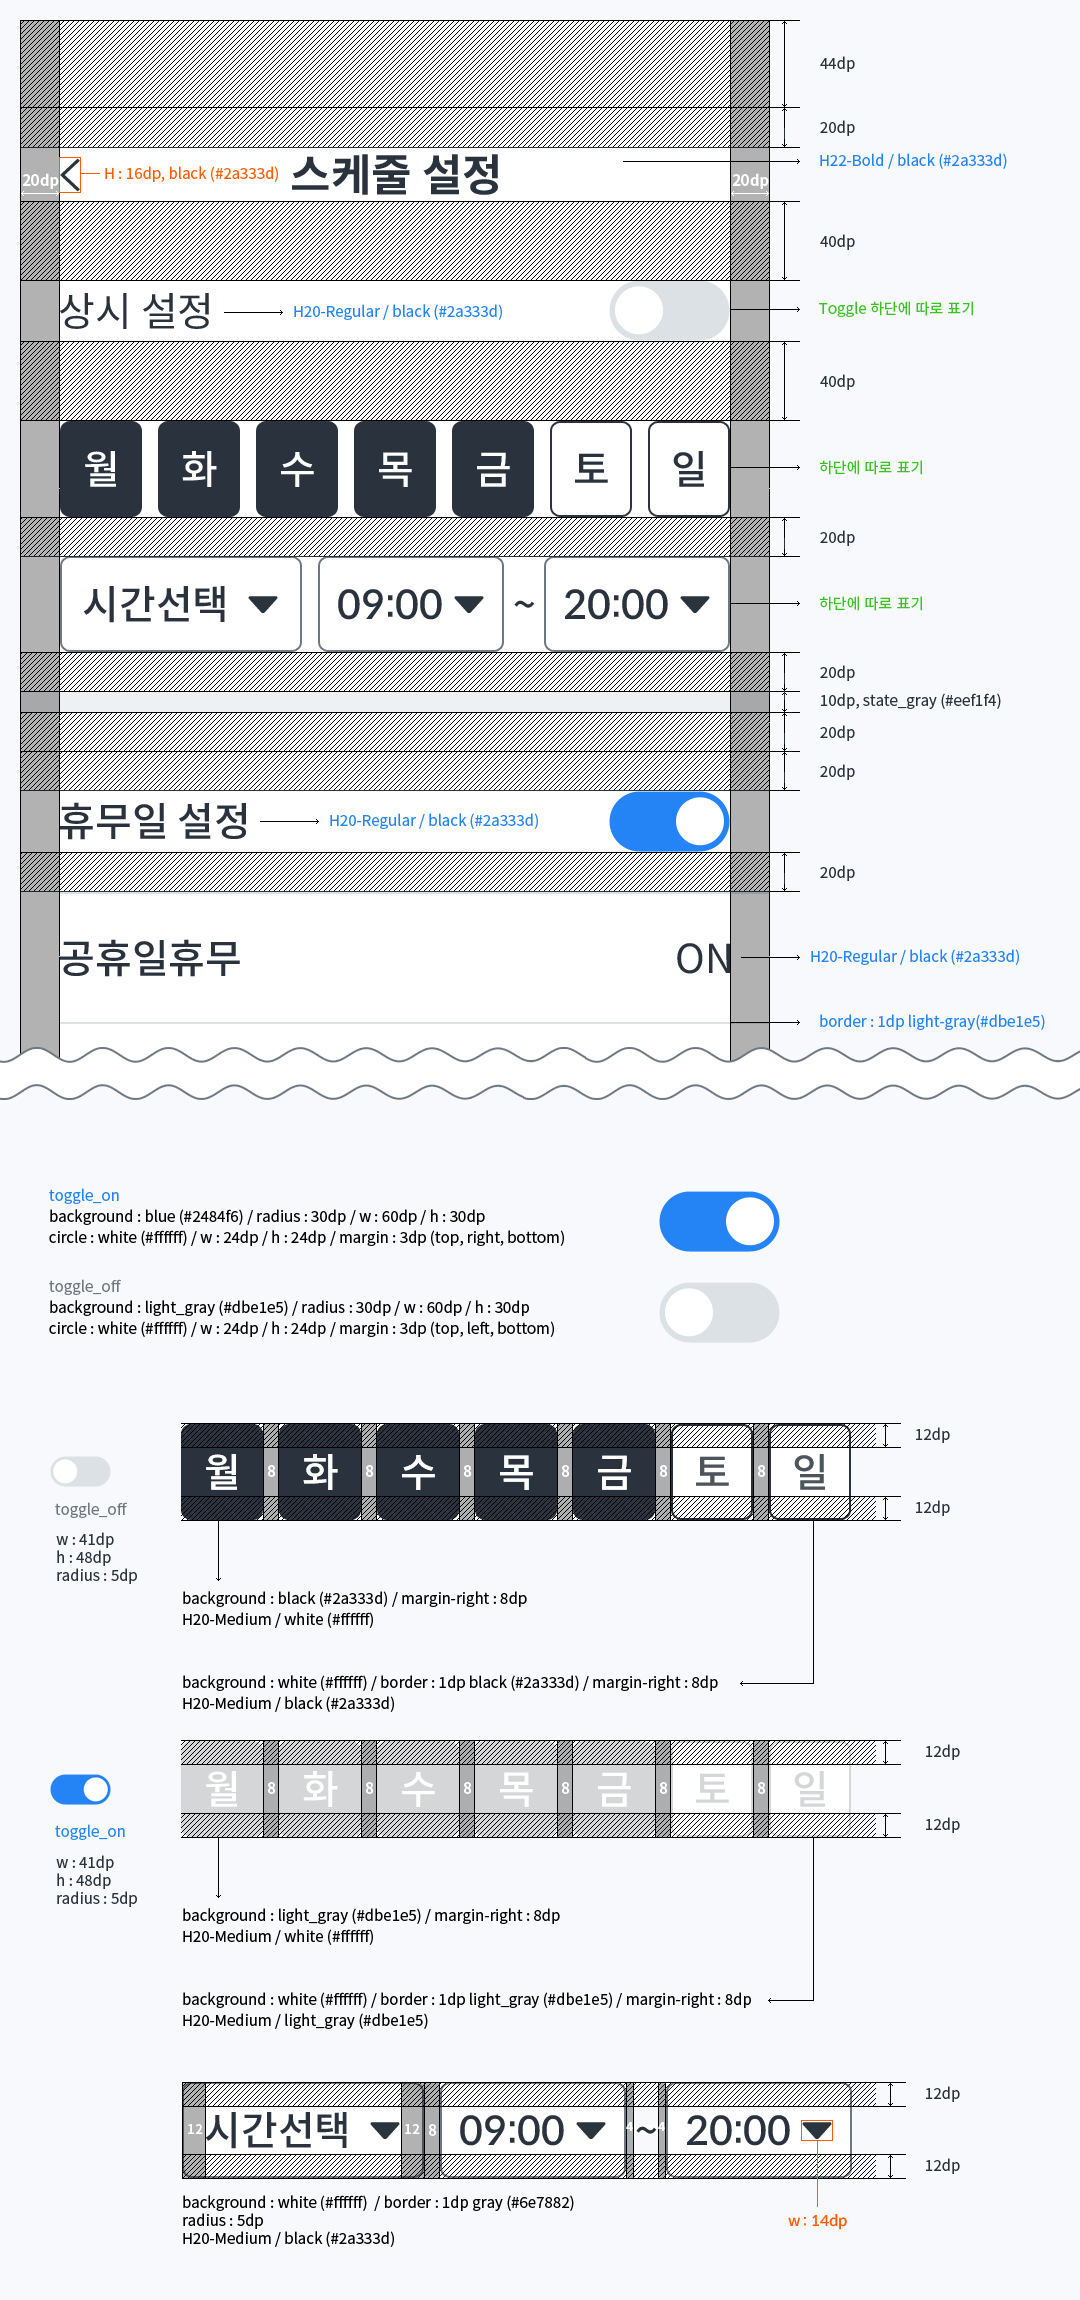 44dp
20dp
20dp
H : 16dp, black (#2a333d)
스케줄 설정
20dp
H22-Bold / black (#2a333d)
40dp
상시 설정
H20-Regular / black (#2a333d)
Toggle 하단에 따로 표기
40dp
월 화 수 목 금 토 일
하단에 따로 표기
20dp
시간선택 09:00 ~ 20:00
하단에 따로 표기
20dp
10dp, state_gray (#eef1f4)
20dp
20dp
휴무일 설정
H20-Regular / black (#2a333d)
20dp
공휴일휴무
ON
H20-Regular / black (#2a333d)
border : 1dp light-gray(#dbe1e5)
toggle_on
background : blue (#2484f6) / radius : 30dp / w : 60dp / h : 30dp
circle : white (#ffffff) / w : 24dp / h : 24dp / margin : 3dp (top, right, bottom)
toggle_off
background : light_gray (#dbe1e5) / radius : 30dp / w : 60dp / h : 30dp
circle : white (#ffffff) / w : 24dp / h : 24dp / margin : 3dp (top, left, bottom)
12dp
월 8 화 8 수 8 목 8 금 8 토 8 일
12dp
toggle_off
w : 41dp
h : 48dp
radius : 5dp
background : black (#2a333d) / margin-right : 8dp
H20-Medium / white (#ffffff)
background : white (#ffffff) / border : 1dp black (#2a333d) / margin-right : 8dp
H20-Medium / black (#2a333d)
12dp
월 8 화 8 수 8 목 8 금 8 토 8 일
12dp
toggle_on
w : 41dp
h : 48dp
radius : 5dp
background : light_gray (#dbe1e5) / margin-right : 8dp
H20-Medium / white (#ffffff)
background : white (#ffffff) / border : 1dp light_gray (#dbe1e5) / margin-right : 8dp
H20-Medium / light_gray (#dbe1e5)
12dp
12 시간선택 12 8 09:00 4 ~ 4 20:00
12dp
background : white (#ffffff) / border : 1dp gray (#6e7882)
radius : 5dp
H20-Medium / black (#2a333d)
w : 14dp